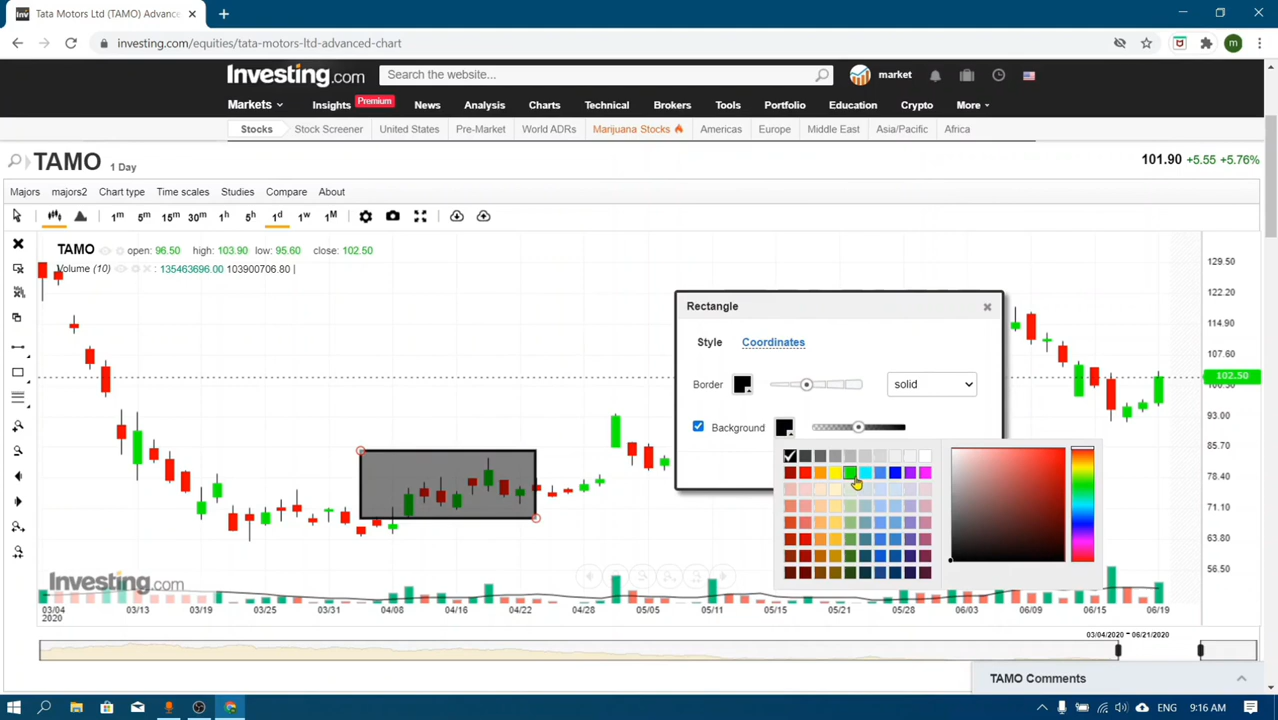 Inv Tata Motors Ltd (TAMO) Advance
investing.com/equities/tata-motors-ltd-advanced-chart
m
Investing.com
Search the website...
market
Markets
Insights
Premium
News
Analysis
Charts
Technical
Brokers
Tools
Portfolio
Education
Crypto
More
Stocks
Stock Screener
United States
Pre-Market
World ADRs
Marijuana Stocks
Americas
Europe
Middle East
Asia/Pacific
Africa
TAMO 1 Day
101.90 +5.55 +5.76%
Majors majors2 Chart type Time scales Studies Compare About
1m 5m 15m 30m 1h 5h 1d 1w 1M
TAMO open: 96.50 high: 103.90 low: 95.60 close: 102.50
Volume (10) : 135463696.00 103900706.80 |
129.50
122.20
114.90
107.60
102.50
93.00
85.70
78.40
71.10
63.80
56.50
Rectangle
Style Coordinates
Border solid
Background
Investing.com
03/04 03/13 03/19 03/25 03/31 04/08 04/16 04/22 04/28 05/05 05/11 05/15 05/21 05/28 06/03 06/09 06/15 06/19
2020
03/04/2020 - 06/21/2020
TAMO Comments
ENG 9:16 AM